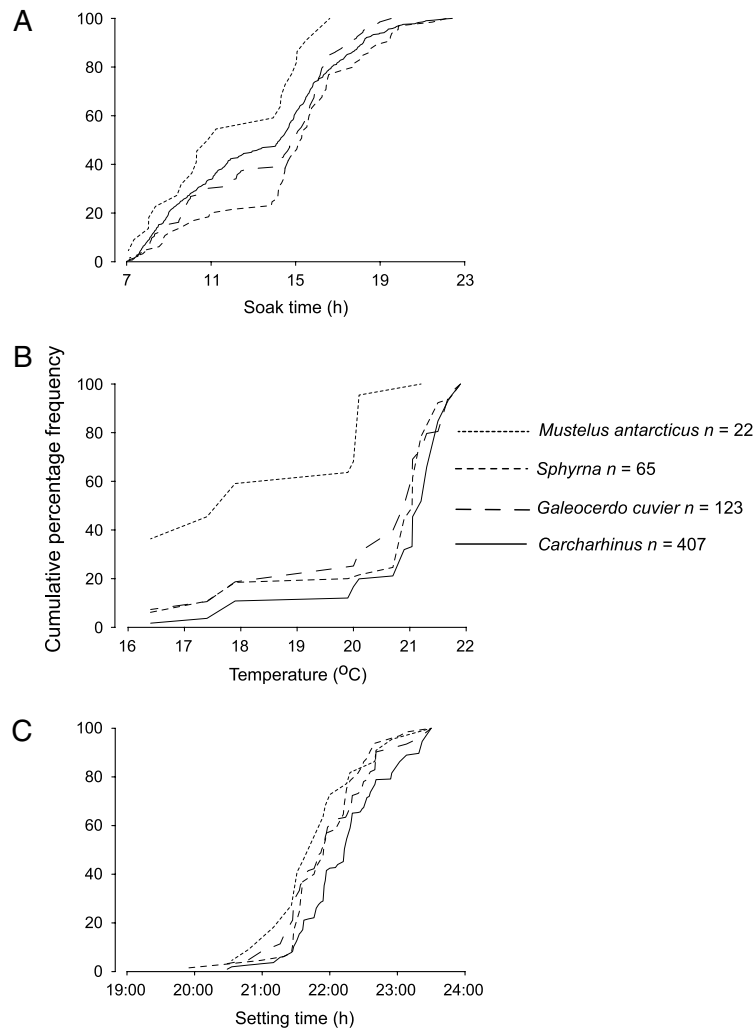 A
100
80
60
40
20
0
7 11 15 19 23
Soak time (h)
B
Cumulative percentage frequency
100
80
60
40
20
0
16 17 18 19 20 21 22
Temperature (°C)
Mustelus antarcticus n = 22
Sphyrna n = 65
Galeocerdo cuvier n = 123
Carcharhinus n = 407
C
100
80
60
40
20
0
19:00 20:00 21:00 22:00 23:00 24:00
Setting time (h)